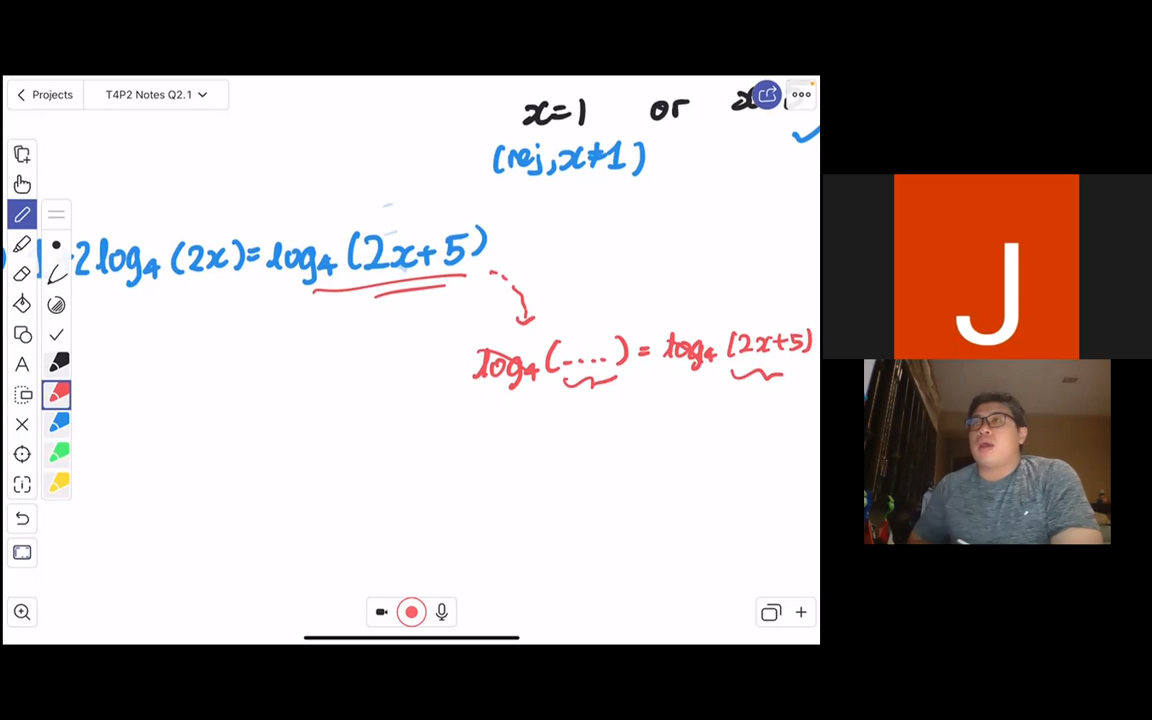 Projects
T4P2 Notes Q2.1
x=1 or x
(rej, x≠1)
2log₄(2x)=log₄(2x+5)
log₄(....) = log₄(2x+5)
A
J